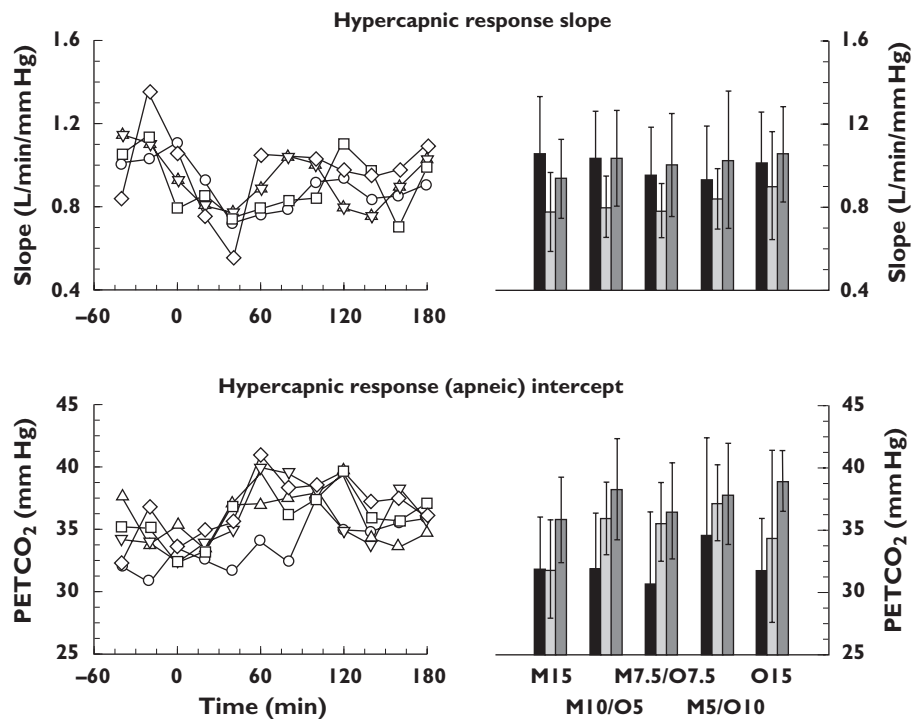 Hypercapnic response slope
1.6
1.2
0.8
0.4
Slope (L/min/mm Hg)
–60 0 60 120 180
1.6
1.2
0.8
0.4
Slope (L/min/mm Hg)
Hypercapnic response (apneic) intercept
45
40
35
30
25
PETCO₂ (mm Hg)
–60 0 60 120 180
Time (min)
45
40
35
30
25
PETCO₂ (mm Hg)
M15 M7.5/O7.5 O15
M10/O5 M5/O10